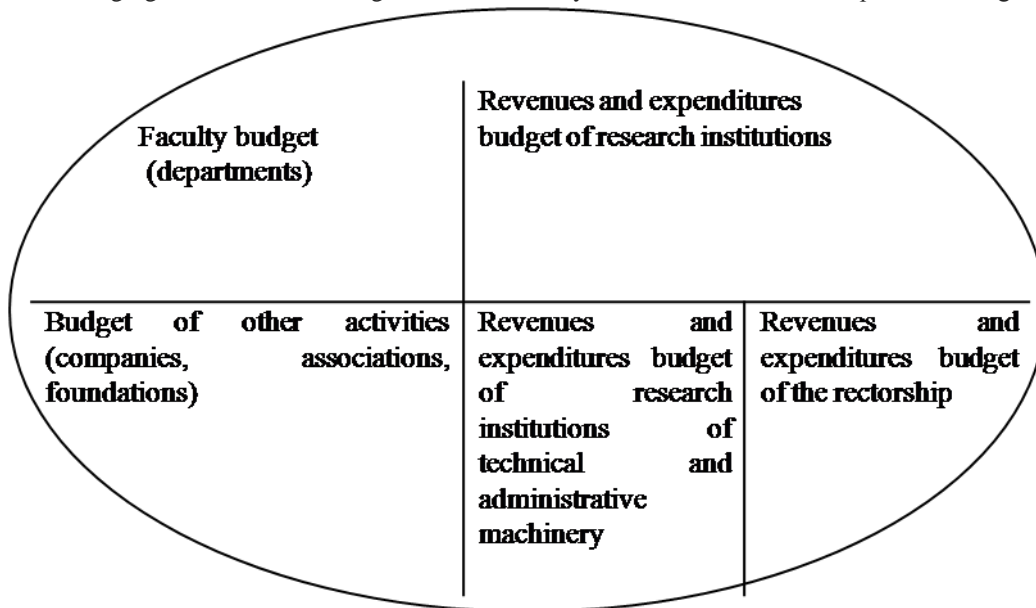 Faculty budget
(departments)
Revenues and expenditures
budget of research institutions
Budget of other activities
(companies, associations,
foundations)
Revenues and
expenditures budget
of research
institutions of
technical and
administrative
machinery
Revenues and
expenditures budget
of the rectorship